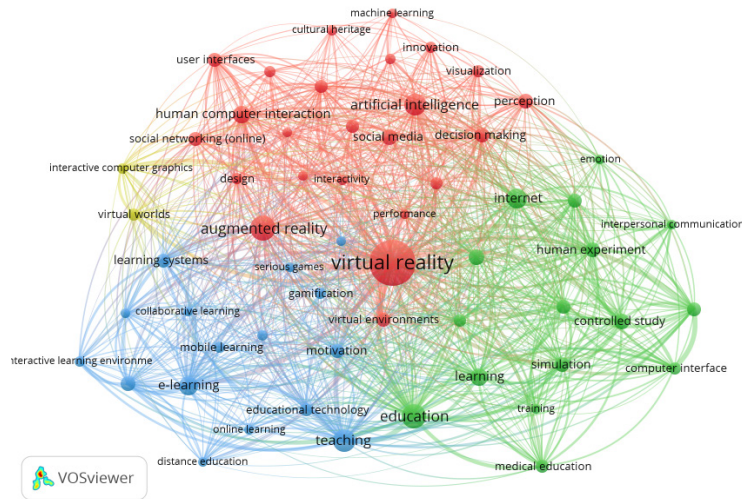 machine learning
cultural heritage
innovation
user interfaces
visualization
artificial intelligence
perception
human computer interaction
social networking (online)
social media
decision making
emotion
interactive computer graphics
design
interactivity
internet
virtual worlds
performance
interpersonal communication
augmented reality
human experiment
learning systems
serious games
virtual reality
gamification
collaborative learning
virtual environments
controlled study
mobile learning
motivation
interactive learning environme
simulation
computer interface
e-learning
learning
educational technology
education
training
online learning
teaching
distance education
medical education
VOSviewer